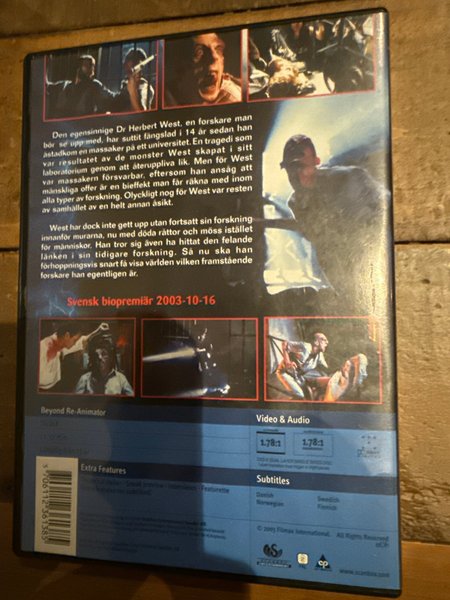 Den egensinnige Dr Herbert West, en forskare man
bör se upp med, har suttit fängslad i 14 år sedan han
åstadkom en massaker på ett universitet. En tragedi som
var resultatet av de monster West skapat i sitt
laboratorium genom att återuppliva lik. Men för West
var massakern försvarbar, eftersom han ansåg att
mänskliga offer är en bieffekt man får räkna med inom
alla typer av forskning. Olyckligt nog för West var resten
av samhället av en helt annan åsikt.
West har dock inte gett upp utan fortsatt sin forskning
innanför murarna, nu med döda råttor och möss istället
för människor. Han tror sig även ha hittat den felande
länken i sin tidigare forskning. Så nu ska han
förhoppningsvis snart få visa världen vilken framstående
forskare han egentligen är.
Svensk biopremiär 2003-10-16
Beyond Re-Animator
Video & Audio
1.78:1
1.78:1
Extra Features
Sneak preview - Interviews - Featurette
Subtitles
Danish
Swedish
Norwegian
Finnish
© 2003 Filmax International. All Rights Reserved
www.scanbox.com